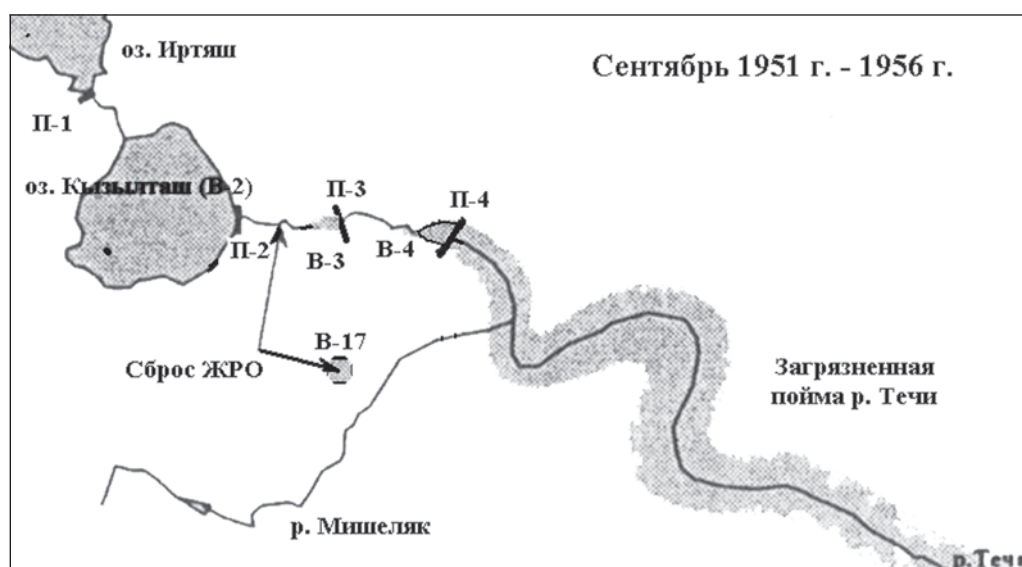 оз. Иртяш
Сентябрь 1951 г. - 1956 г.
П-1
оз. Кызылташ (В-2)
П-3
П-4
П-2
В-3
В-4
В-17
Сброс ЖРО
Загрязненная
пойма р. Течи
р. Мишеляк
р.Теча